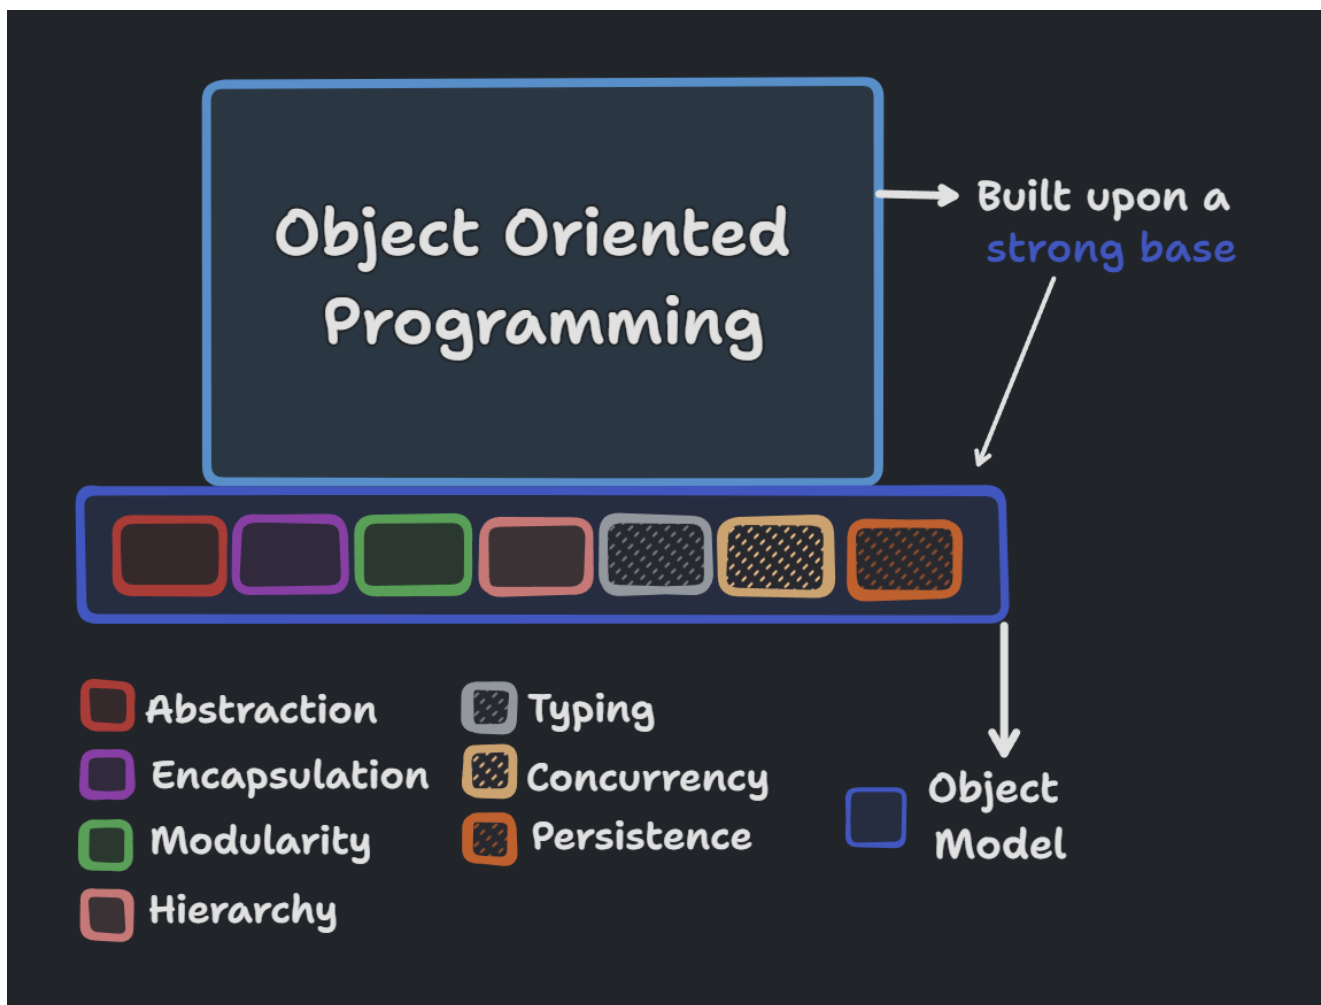 Object Oriented
Programming
Built upon a
strong base
Abstraction
Encapsulation
Modularity
Hierarchy
Typing
Concurrency
Persistence
Object
Model